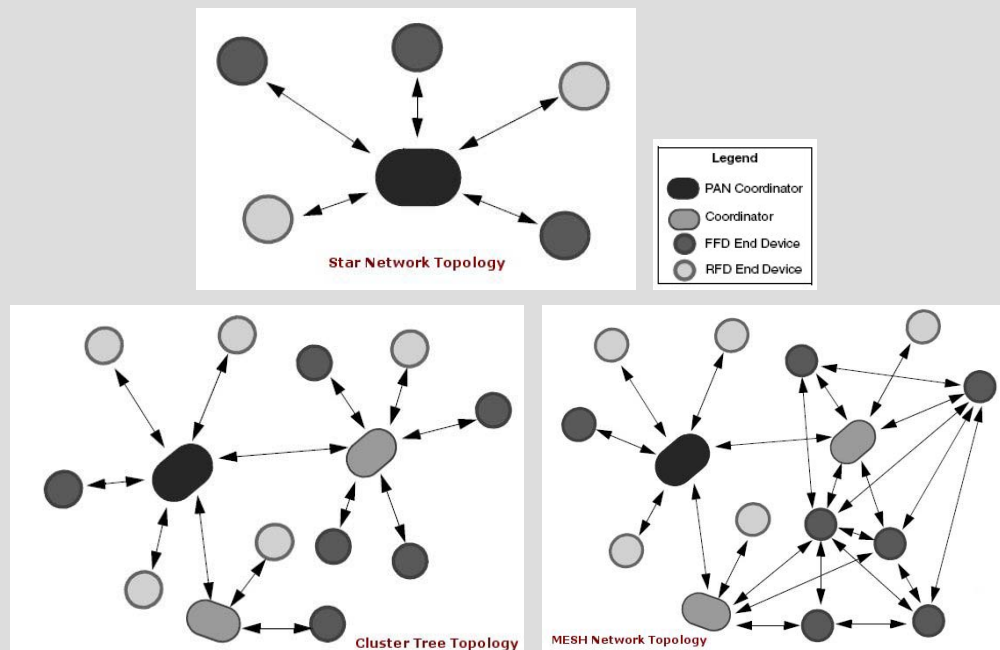 Star Network Topology
Legend
PAN Coordinator
Coordinator
FFD End Device
RFD End Device
Cluster Tree Topology
MESH Network Topology